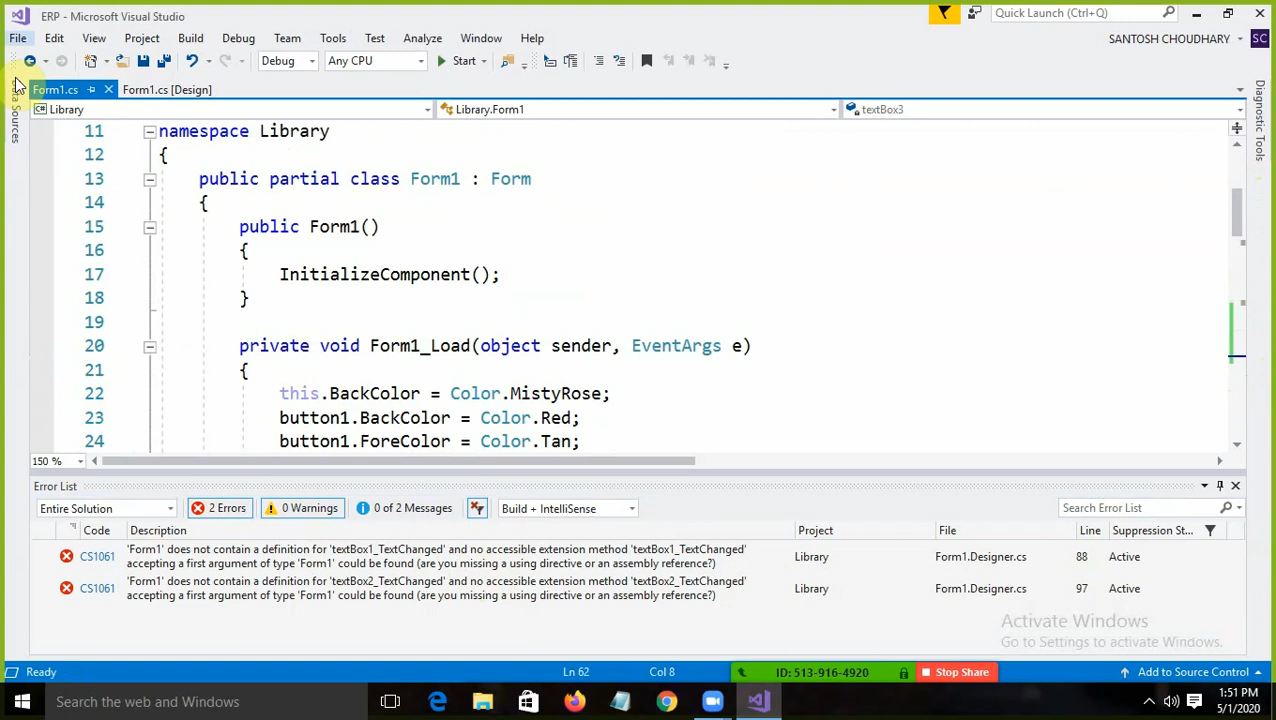 ERP - Microsoft Visual Studio
Quick Launch (Ctrl+Q)
File Edit View Project Build Debug Team Tools Test Analyze Window Help
SANTOSH CHOUDHARY SC
Debug Any CPU Start
Form1.cs Form1.cs [Design]
Library Library.Form1 textBox3
Sources
Diagnostic Tools
11 namespace Library
12 {
13 public partial class Form1 : Form
14 {
15 public Form1()
16 {
17 InitializeComponent();
18 }
19
20 private void Form1_Load(object sender, EventArgs e)
21 {
22 this.BackColor = Color.MistyRose;
23 button1.BackColor = Color.Red;
24 button1.ForeColor = Color.Tan;
150 %
Error List
Entire Solution 2 Errors 0 Warnings 0 of 2 Messages Build + IntelliSense Search Error List
Code Description Project File Line Suppression St...
CS1061 'Form1' does not contain a definition for 'textBox1_TextChanged' and no accessible extension method 'textBox1_TextChanged' Library Form1.Designer.cs 88 Active
accepting a first argument of type 'Form1' could be found (are you missing a using directive or an assembly reference?)
CS1061 'Form1' does not contain a definition for 'textBox2_TextChanged' and no accessible extension method 'textBox2_TextChanged' Library Form1.Designer.cs 97 Active
accepting a first argument of type 'Form1' could be found (are you missing a using directive or an assembly reference?)
Activate Windows
Go to Settings to activate Windows.
Ready Ln 62 Col 8 ID: 513-916-4920 Stop Share Add to Source Control
Search the web and Windows
1:51 PM
5/1/2020